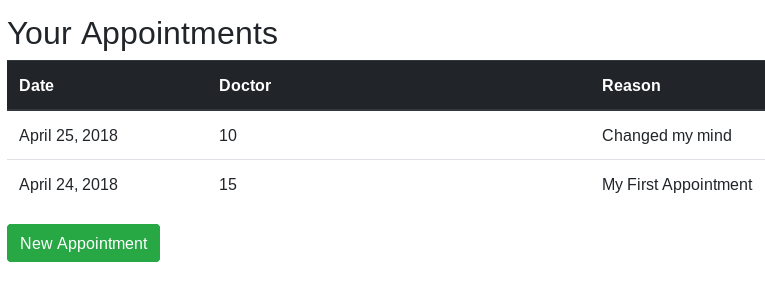 Your Appointments
Date Doctor Reason
April 25, 2018 10 Changed my mind
April 24, 2018 15 My First Appointment
New Appointment